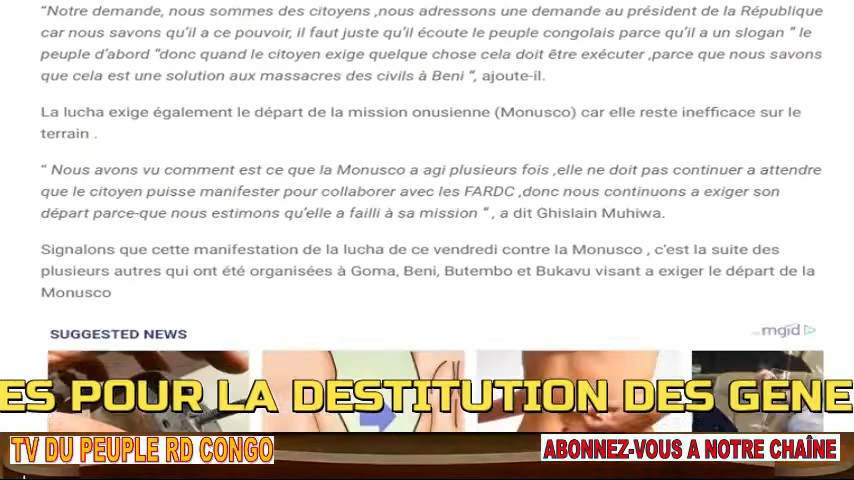 "Notre demande, nous sommes des citoyens ,nous adressons une demande au président de la République
car nous savons qu'il a ce pouvoir, il faut juste qu'il écoute le peuple congolais parce qu'il a un slogan " le
peuple d'abord "donc quand le citoyen exige quelque chose cela doit être exécuter ,parce que nous savons
que cela est une solution aux massacres des civils à Beni ", ajoute-il.
La lucha exige également le départ de la mission onusienne (Monusco) car elle reste inefficace sur le
terrain .
" Nous avons vu comment est ce que la Monusco a agi plusieurs fois ,elle ne doit pas continuer a attendre
que le citoyen puisse manifester pour collaborer avec les FARDC ,donc nous continuons a exiger son
départ parce-que nous estimons qu'elle a failli à sa mission " , a dit Ghislain Muhiwa.
Signalons que cette manifestation de la lucha de ce vendredi contre la Monusco , c'est la suite des
plusieurs autres qui ont été organisées à Goma, Beni, Butembo et Bukavu visant a exiger le départ de la
Monusco
SUGGESTED NEWS
mgid
ES POUR LA DESTITUTION DES GENE
TV DU PEUPLE RD CONGO
ABONNEZ-VOUS A NOTRE CHAÎNE